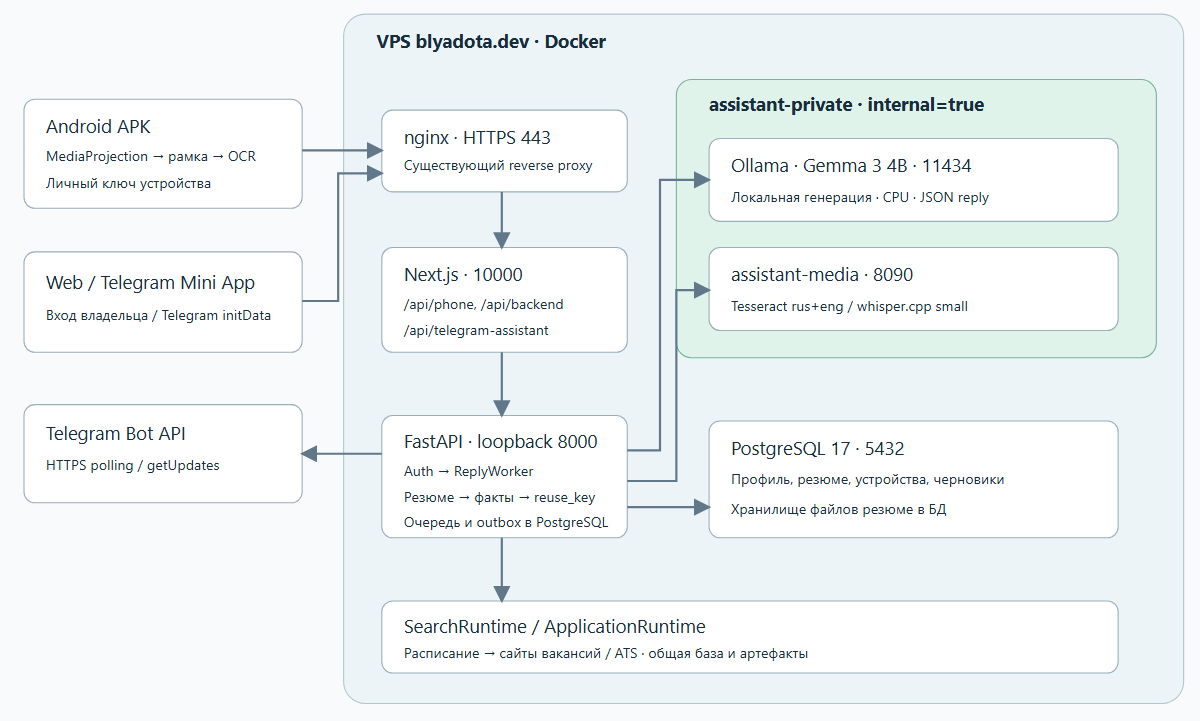 VPS blyadota.dev · Docker
Android APK
MediaProjection → рамка → OCR
Личный ключ устройства
Web / Telegram Mini App
Вход владельца / Telegram initData
Telegram Bot API
HTTPS polling / getUpdates
nginx · HTTPS 443
Существующий reverse proxy
Next.js · 10000
/api/phone, /api/backend
/api/telegram-assistant
FastAPI · loopback 8000
Auth → ReplyWorker
Резюме → факты → reuse_key
Очередь и outbox в PostgreSQL
assistant-private · internal=true
Ollama · Gemma 3 4B · 11434
Локальная генерация · CPU · JSON reply
assistant-media · 8090
Tesseract rus+eng / whisper.cpp small
PostgreSQL 17 · 5432
Профиль, резюме, устройства, черновики
Хранилище файлов резюме в БД
SearchRuntime / ApplicationRuntime
Расписание → сайты вакансий / ATS · общая база и артефакты